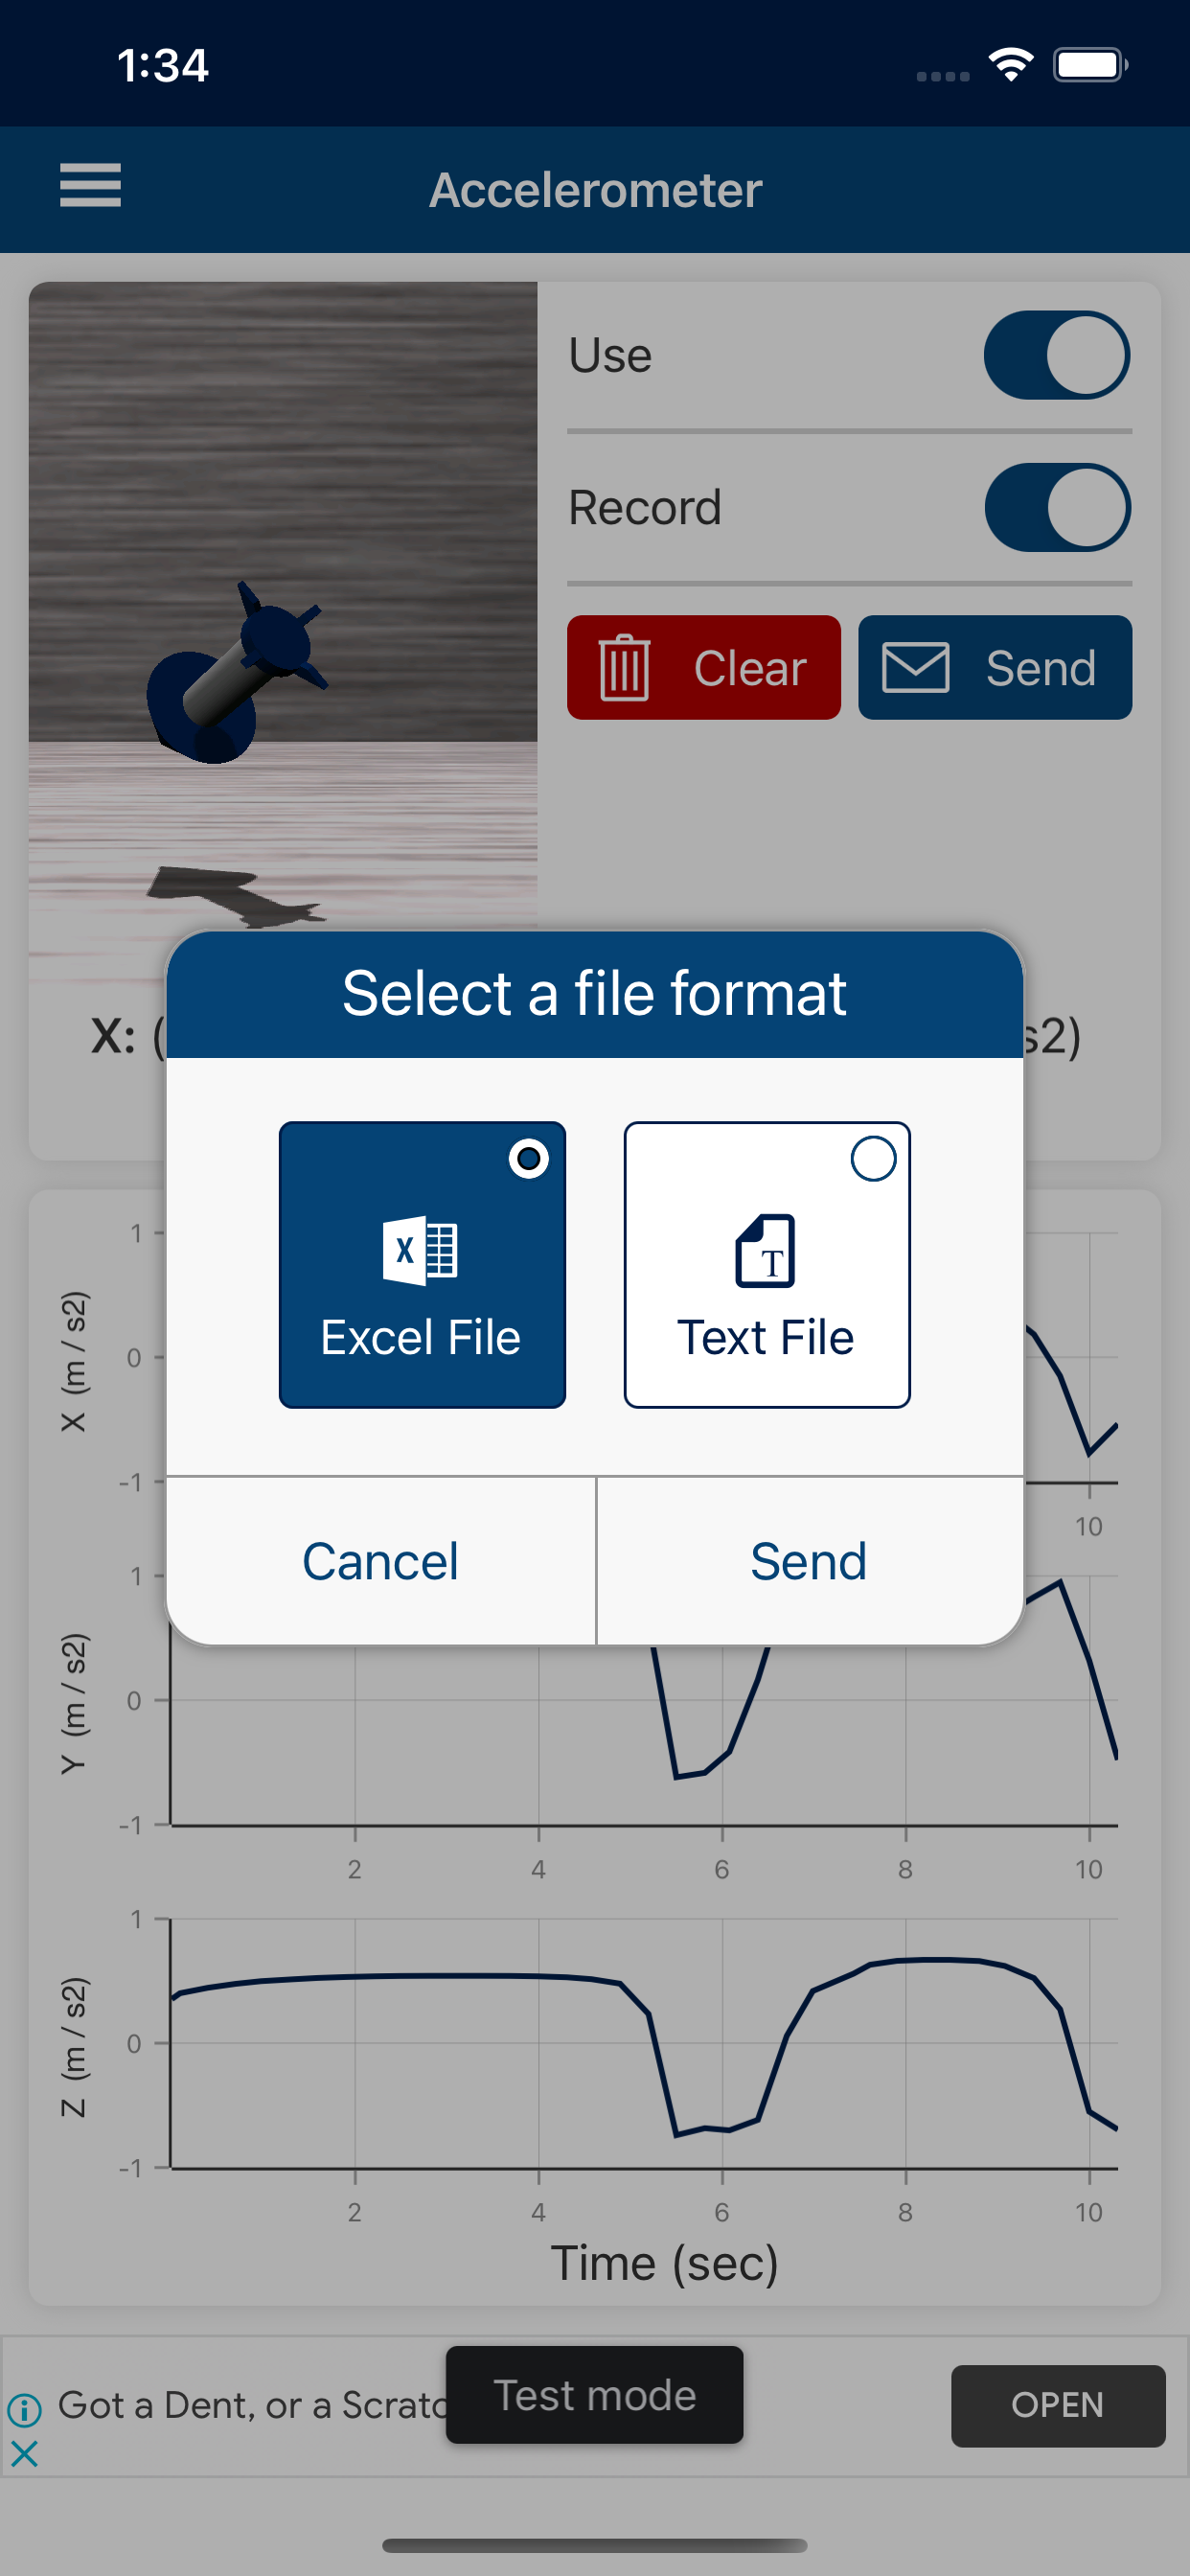 1:34
Accelerometer
Use
Record
Clear
Send
Select a file format
X: (
s2)
X
T
Excel File
Text File
Cancel
Send
1
X (m / s2)
0
-1
10
1
Y (m / s2)
0
-1
2 4 6 8 10
1
Z (m / s2)
0
-1
2 4 6 8 10
Time (sec)
Got a Dent, or a
Test mode
OPEN